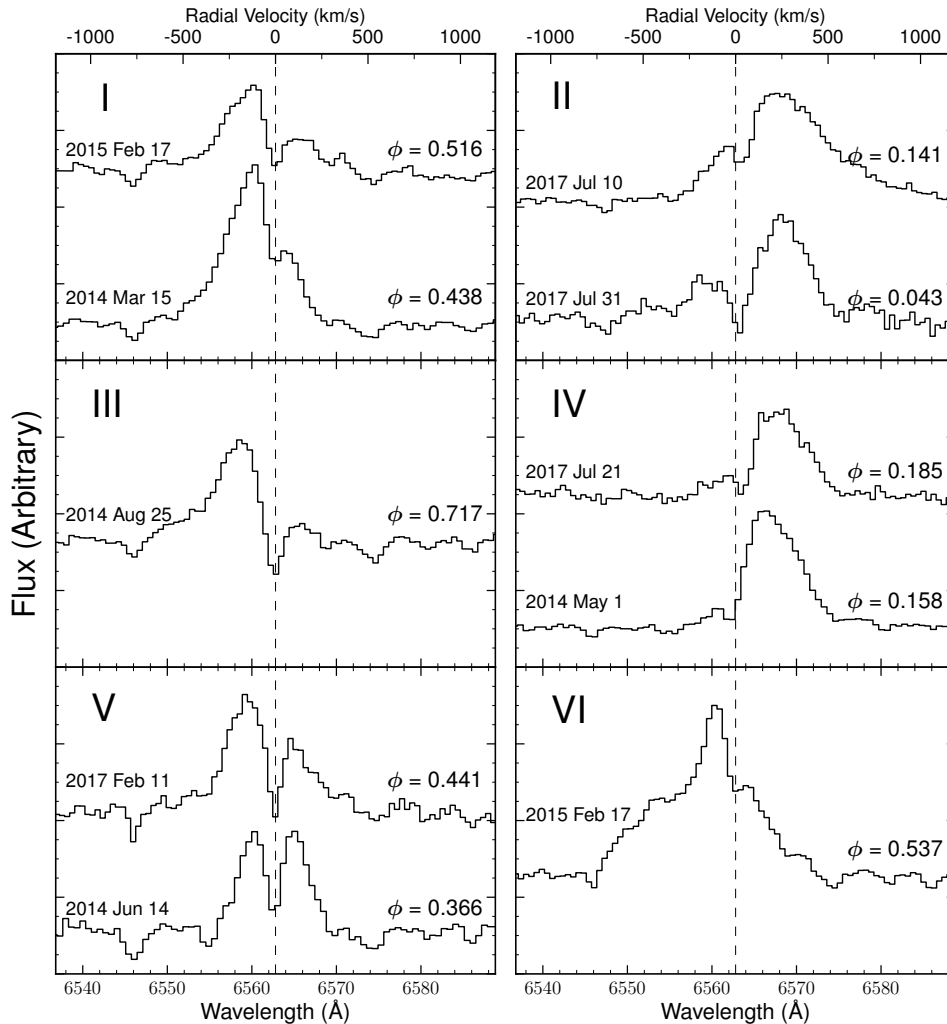 Radial Velocity (km/s)
Radial Velocity (km/s)
-1000 -500 0 500 1000
-1000 -500 0 500 1000
Flux (Arbitrary)
I
2015 Feb 17
ϕ = 0.516
2014 Mar 15
ϕ = 0.438
II
2017 Jul 10
ϕ = 0.141
2017 Jul 31
ϕ = 0.043
III
2014 Aug 25
ϕ = 0.717
IV
2017 Jul 21
ϕ = 0.185
2014 May 1
ϕ = 0.158
V
2017 Feb 11
ϕ = 0.441
2014 Jun 14
ϕ = 0.366
VI
2015 Feb 17
ϕ = 0.537
6540 6550 6560 6570 6580
6540 6550 6560 6570 6580
Wavelength (Å)
Wavelength (Å)